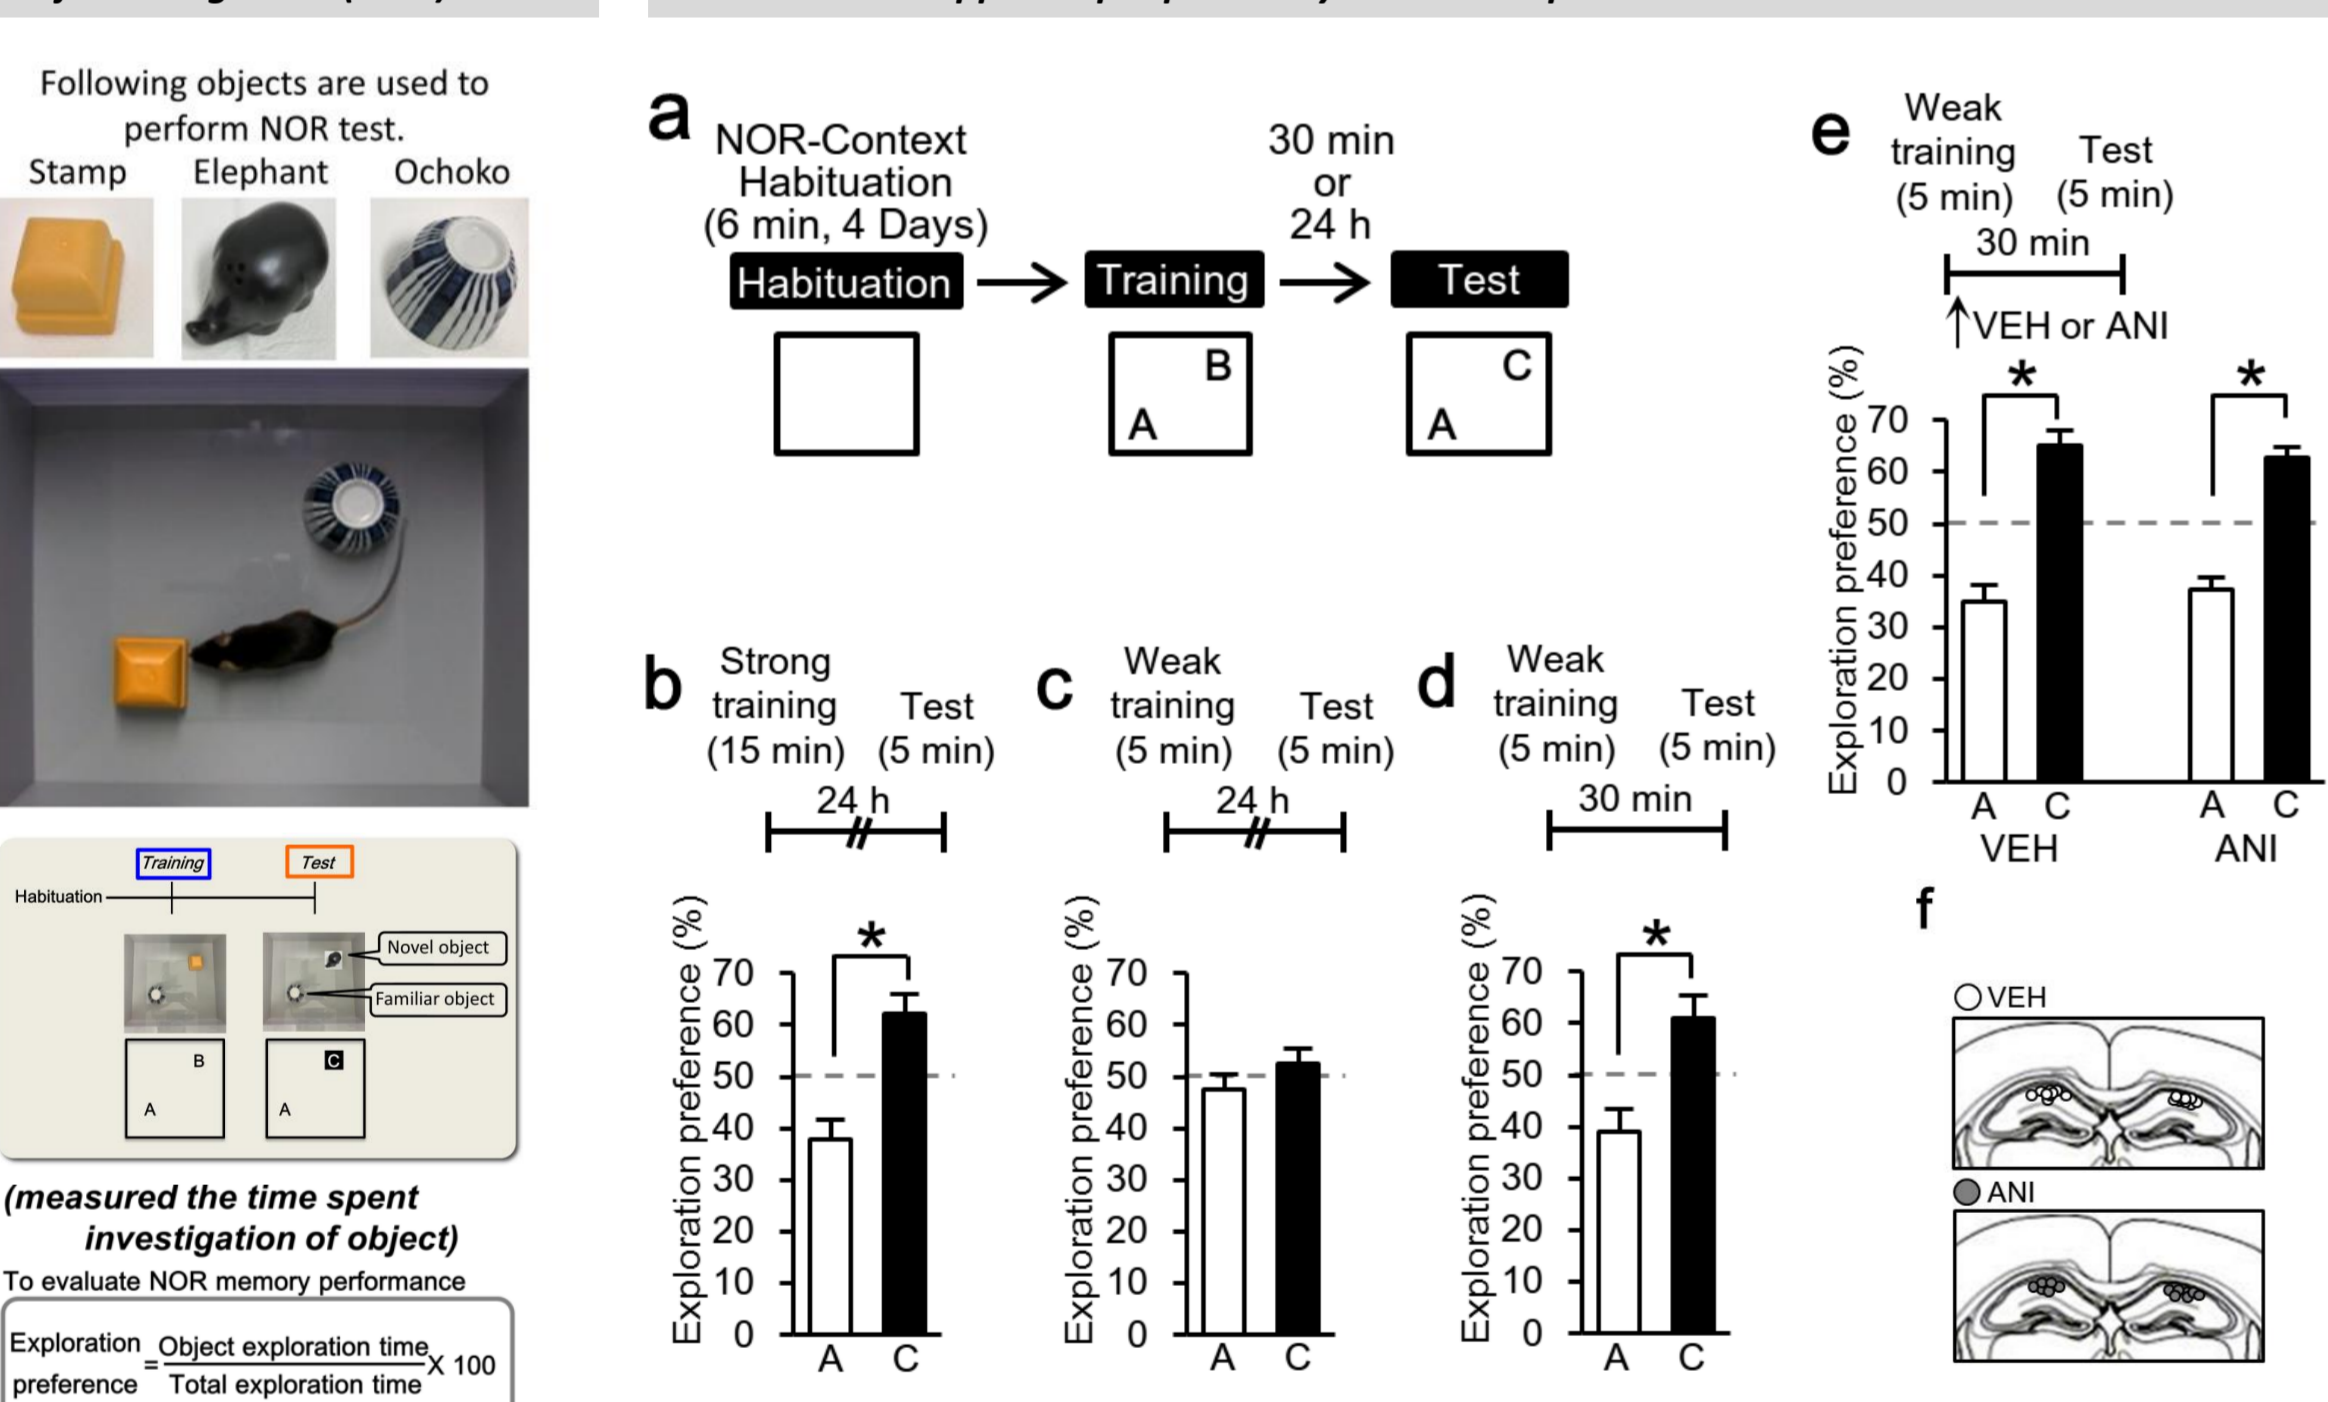 Following objects are used to
perform NOR test.
Stamp Elephant Ochoko
Training Test
Habituation
Novel object
Familiar object
B
A
C
A
(measured the time spent
investigation of object)
To evaluate NOR memory performance
Exploration preference = Object exploration time / Total exploration time X 100
a
NOR-Context
Habituation
(6 min, 4 Days)
30 min
or
24 h
Habituation Training Test
B
A
C
A
b
Strong
training
(15 min)
Test
(5 min)
24 h
*
Exploration preference (%)
70
60
50
40
30
20
10
0
A C
c
Weak
training
(5 min)
Test
(5 min)
24 h
Exploration preference (%)
70
60
50
40
30
20
10
0
A C
d
Weak
training
(5 min)
Test
(5 min)
30 min
*
Exploration preference (%)
70
60
50
40
30
20
10
0
A C
e
Weak
training
(5 min)
Test
(5 min)
30 min
VEH or ANI
* *
Exploration preference (%)
70
60
50
40
30
20
10
0
A C A C
VEH ANI
f
VEH
ANI